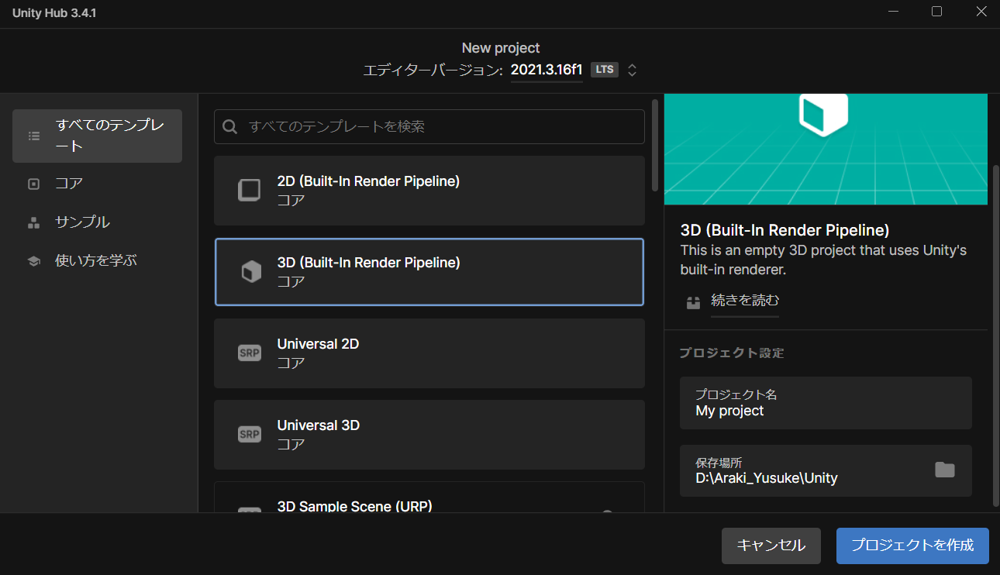 Unity Hub 3.4.1
New project
エディターバージョン: 2021.3.16f1 LTS
すべてのテンプレ
ート
コア
サンプル
使い方を学ぶ
すべてのテンプレートを検索
2D (Built-In Render Pipeline)
コア
3D (Built-In Render Pipeline)
コア
SRP
Universal 2D
コア
SRP
Universal 3D
コア
3D Sample Scene (URP)
3D (Built-In Render Pipeline)
This is an empty 3D project that uses Unity's
built-in renderer.
続きを読む
プロジェクト設定
プロジェクト名
My project
保存場所
D:\Araki_Yusuke\Unity
キャンセル
プロジェクトを作成